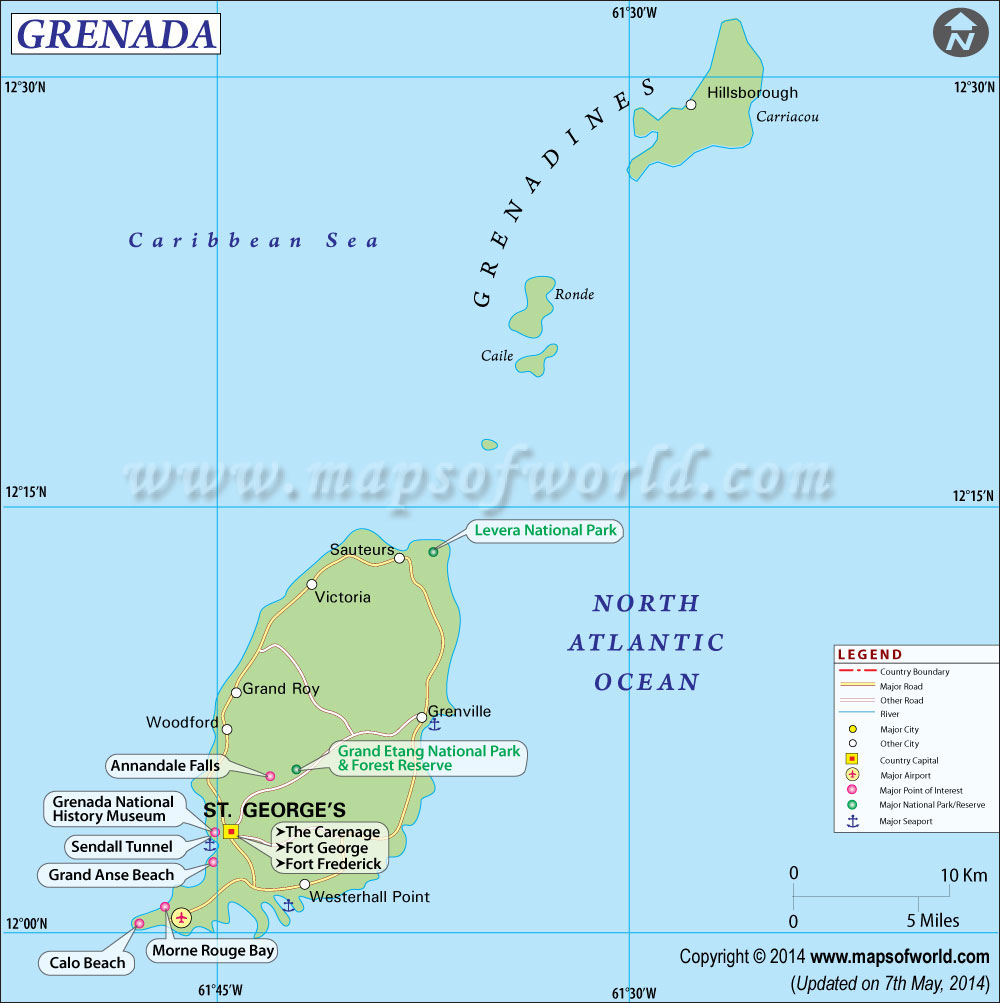 GRENADA
61°30'W
N
12°30'N
12°30'N
Hillsborough
Carriacou
GRENADINES
Caribbean Sea
Ronde
Caile
www.mapsofworld.com
12°15'N
12°15'N
Levera National Park
Sauteurs
Victoria
NORTH
ATLANTIC
OCEAN
Grand Roy
Woodford
Grenville
Grand Etang National Park
& Forest Reserve
Annandale Falls
Grenada National
History Museum
ST. GEORGE'S
The Carenage
Fort George
Fort Frederick
Sendall Tunnel
Grand Anse Beach
Westerhall Point
Morne Rouge Bay
Calo Beach
12°00'N
12°00'N
61°45'W
61°30'W
LEGEND
Country Boundary
Major Road
Other Road
River
Major City
Other City
Country Capital
Major Airport
Major Point of Interest
Major National Park/Reserve
Major Seaport
0 10 Km
0 5 Miles
Copyright © 2014 www.mapsofworld.com
(Updated on 7th May, 2014)